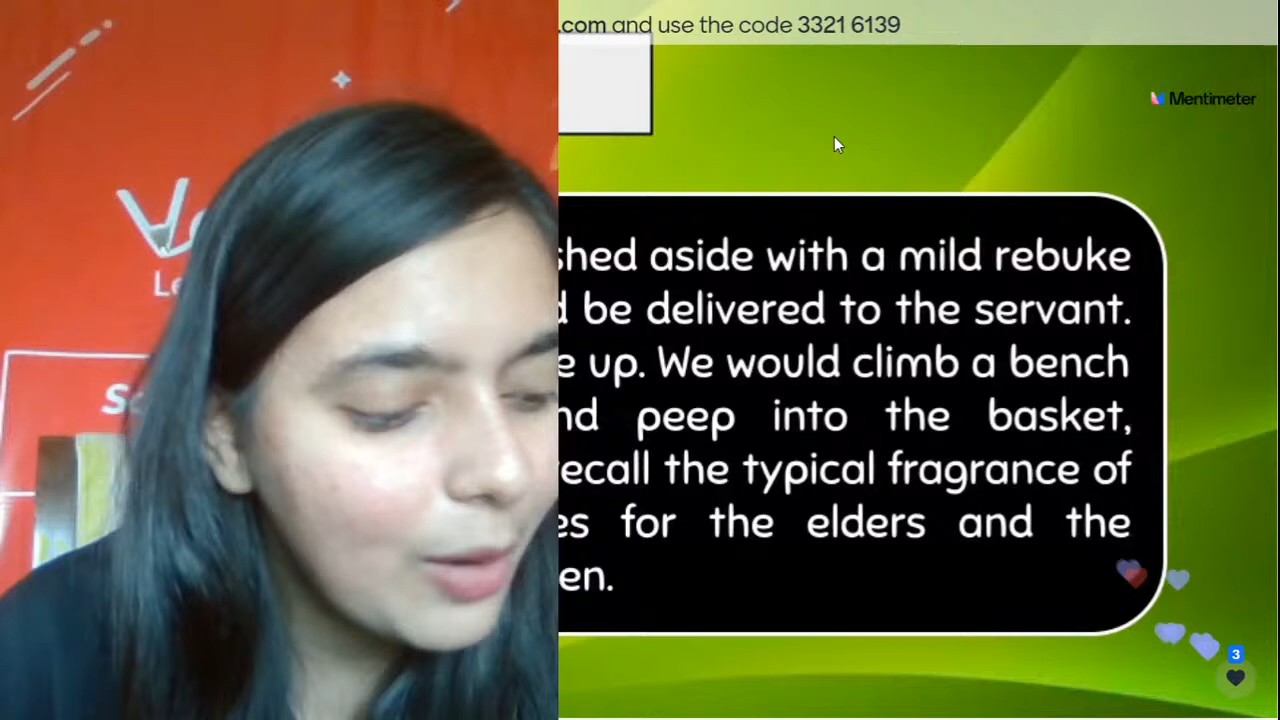 .com and use the code 3321 6139
Mentimeter
shed aside with a mild rebuke
d be delivered to the servant.
e up. We would climb a bench
nd peep into the basket,
ecall the typical fragrance of
es for the elders and the
en.
3